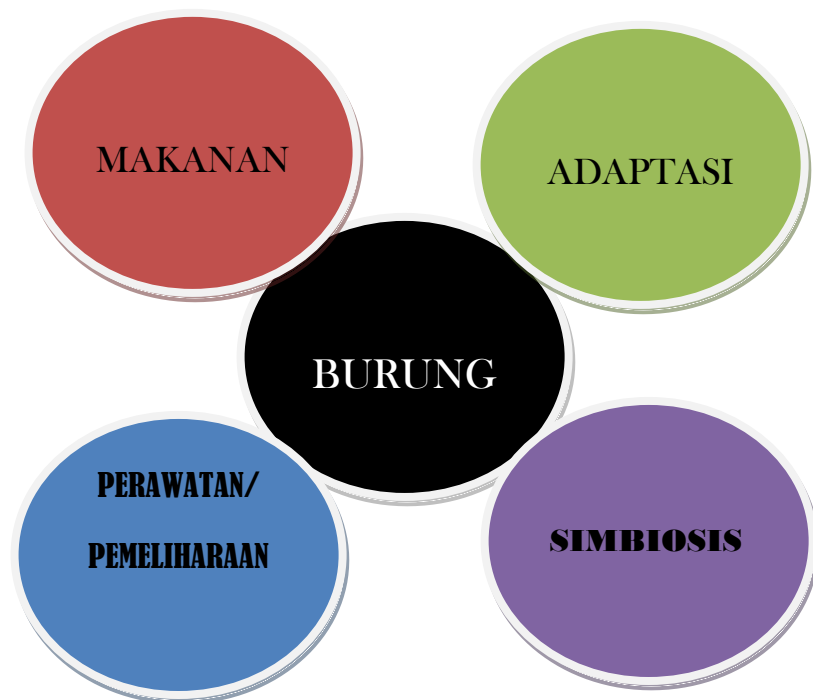 MAKANAN
ADAPTASI
BURUNG
PERAWATAN/
PEMELIHARAAN
SIMBIOSIS